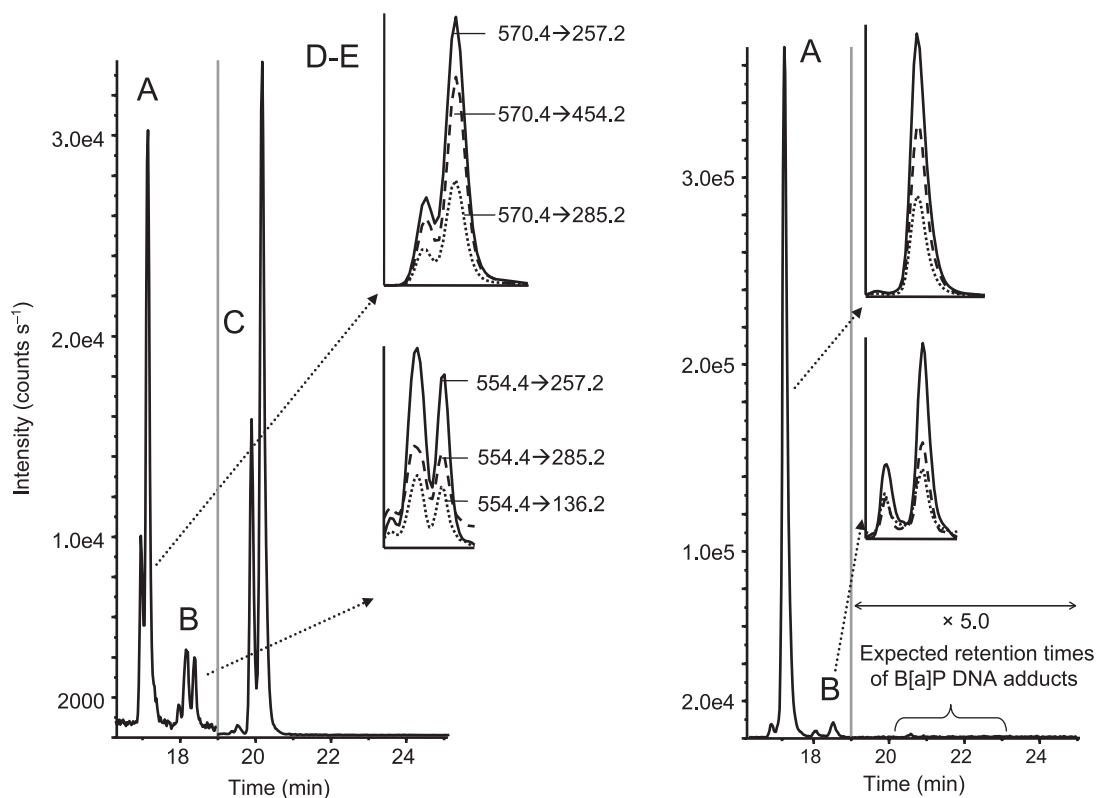 A
D-E
570.4→257.2
570.4→454.2
570.4→285.2
3.0e4
2.0e4
1.0e4
2000
Intensity (counts s⁻¹)
C
554.4→257.2
554.4→285.2
554.4→136.2
B
18
20
22
24
Time (min)
A
3.0e5
2.0e5
1.0e5
2.0e4
B
× 5.0
Expected retention times
of B[a]P DNA adducts
18
20
22
24
Time (min)